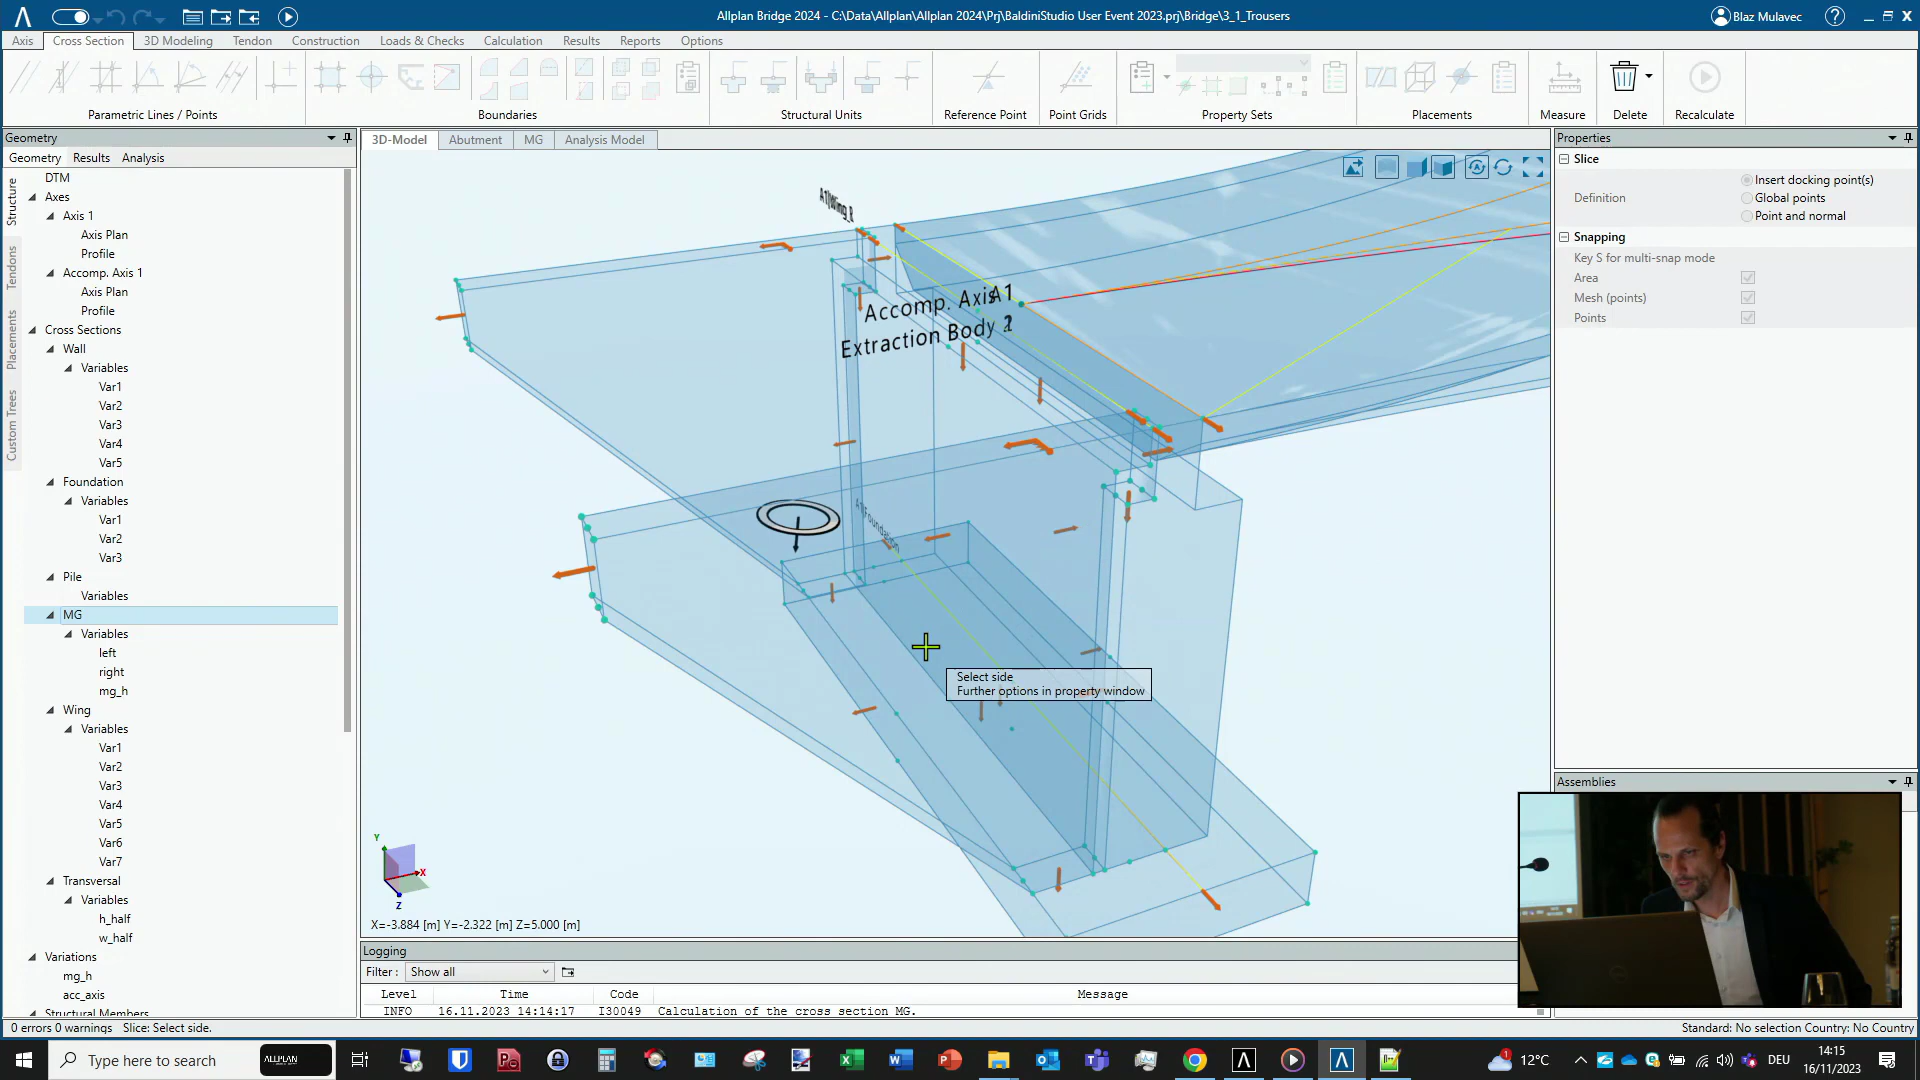 Allplan Bridge 2024 - C:\Data\Allplan\Allplan 2024\Prj\BaldiniStudio User Event 2023.prj\Bridge\3_1_Trousers
Blaz Mulavec
Axis
Cross Section
3D Modeling
Tendon
Construction
Loads & Checks
Calculation
Results
Reports
Options
Parametric Lines / Points
Boundaries
Structural Units
Reference Point
Point Grids
Property Sets
Placements
Measure
Delete
Recalculate
Geometry
Geometry
Results
Analysis
Structure
Tendons
Placements
Custom Trees
DTM
Axes
Axis 1
Axis Plan
Profile
Accomp. Axis 1
Axis Plan
Profile
Cross Sections
Wall
Variables
Var1
Var2
Var3
Var4
Var5
Foundation
Variables
Var1
Var2
Var3
Pile
Variables
MG
Variables
left
right
mg_h
Wing
Variables
Var1
Var2
Var3
Var4
Var5
Var6
Var7
Transversal
Variables
h_half
w_half
Variations
mg_h
acc_axis
Structural Members
3D-Model
Abutment
MG
Analysis Model
Accomp. Axis 1
Extraction Body 2
Select side
Further options in property window
Y
X
Z
X=-3.884 [m] Y=-2.322 [m] Z=5.000 [m]
Logging
Filter :
Show all
Level
Time
Code
Message
INFO
16.11.2023 14:14:17
I30049
Calculation of the cross section MG.
Properties
Slice
Definition
Insert docking point(s)
Global points
Point and normal
Snapping
Key S for multi-snap mode
Area
Mesh (points)
Points
Assemblies
0 errors 0 warnings
Slice: Select side.
Standard: No selection Country: No Country
Type here to search
ALLPLAN
12°C
DEU
14:15
16/11/2023